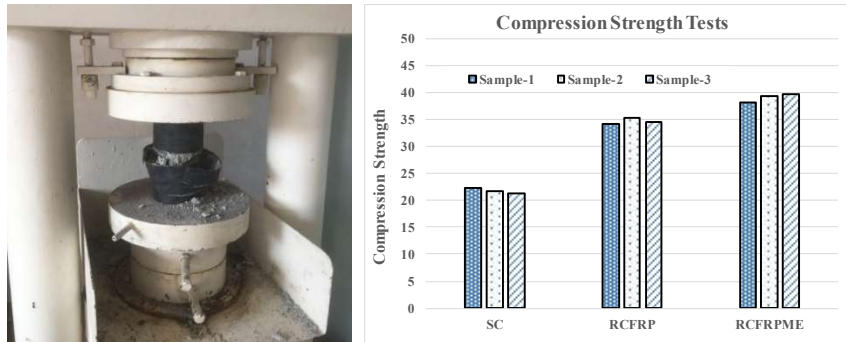 Compression Strength Tests
50
45
40
35
30
25
20
15
10
5
0
Compression Strength
Sample-1 Sample-2 Sample-3
SC RCFRP RCFRPME